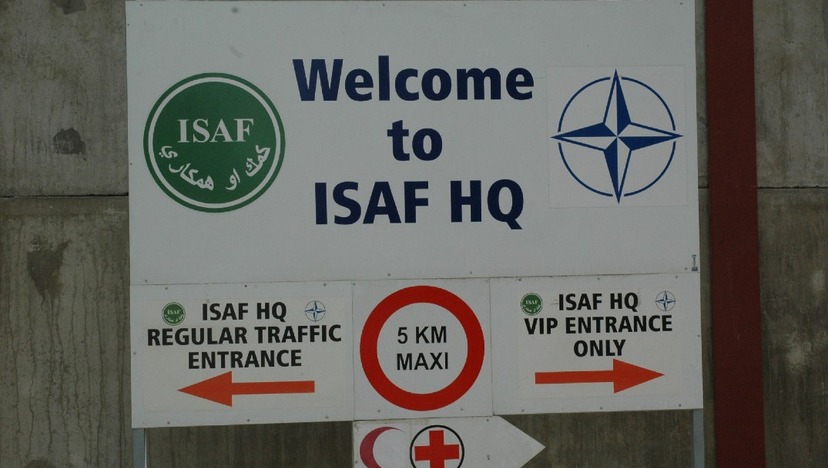 Welcome
to
ISAF HQ
ISAF
کمک او همکاري
ISAF HQ
REGULAR TRAFFIC
ENTRANCE
5 KM
MAXI
ISAF HQ
VIP ENTRANCE
ONLY